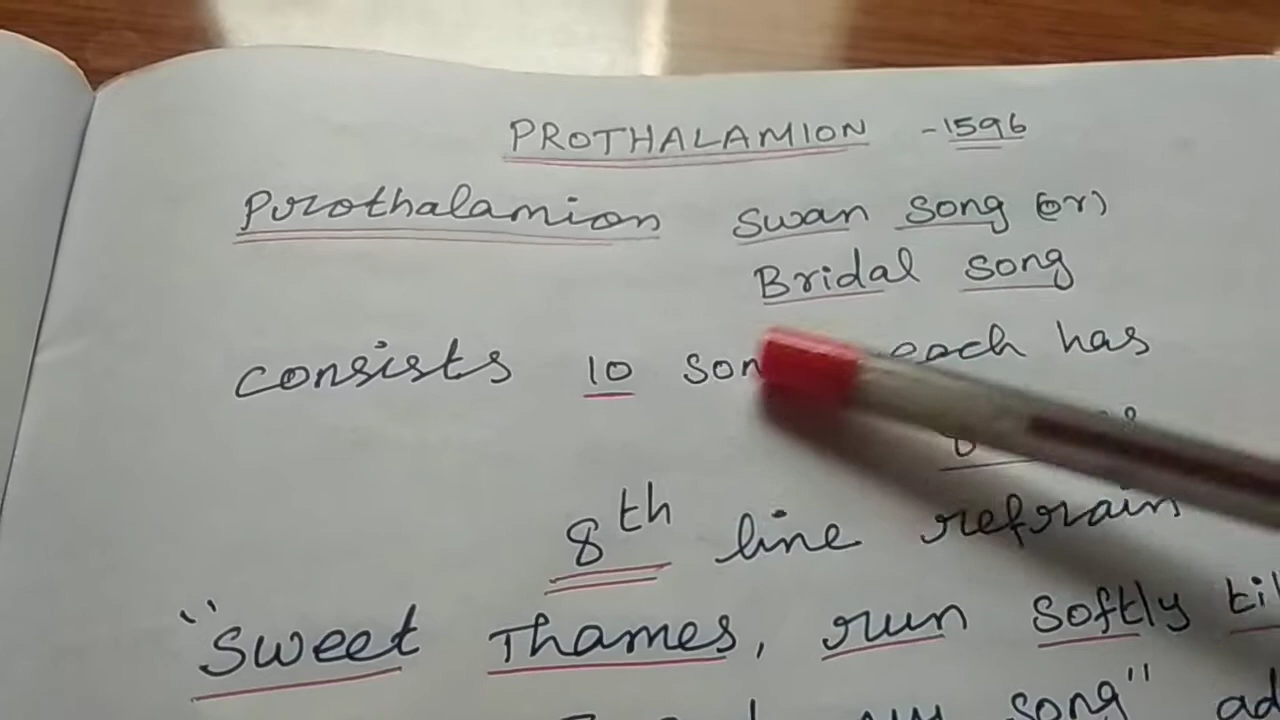 PROTHALAMION - 1596
Prothalamion swan song (or)
Bridal song
consists 10 each has
8th line refrain
"sweet Thames, run softly
song"